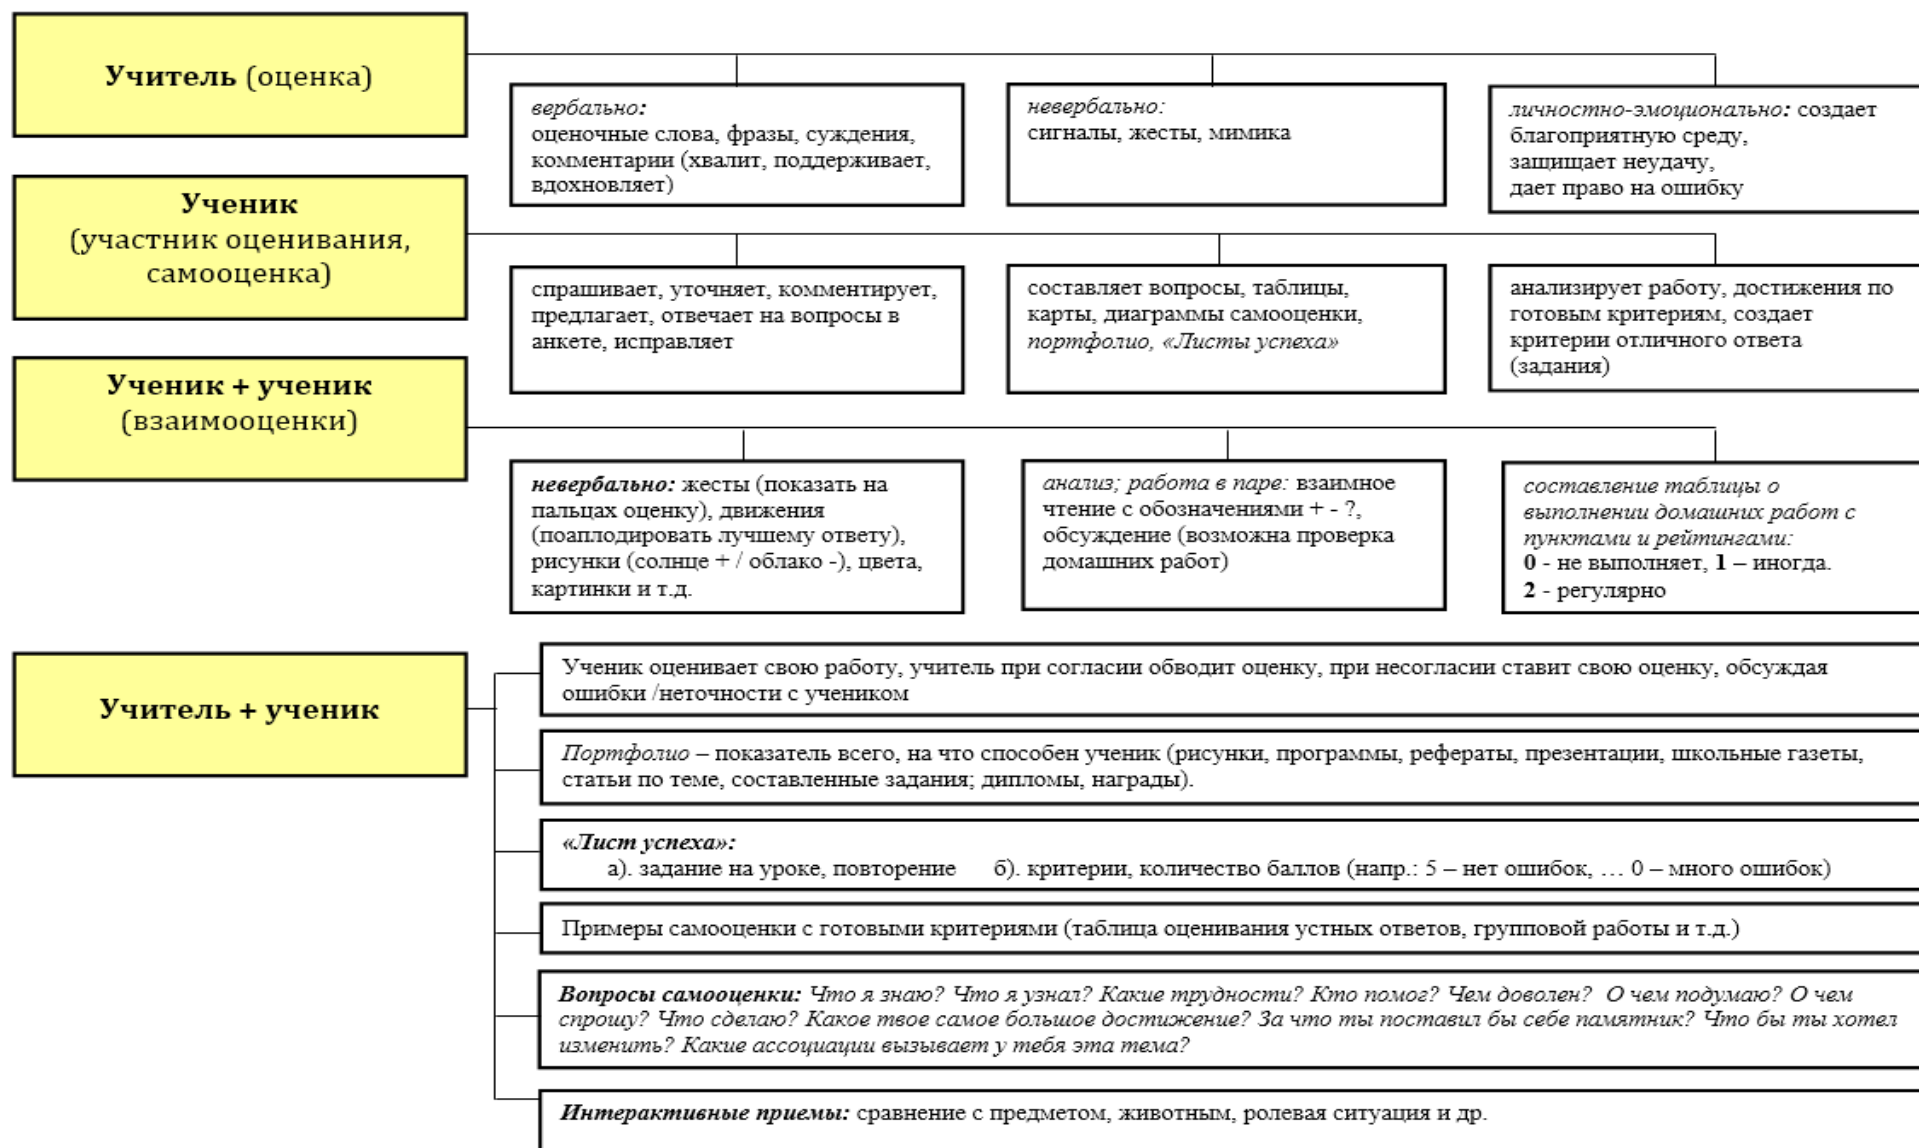 Учитель (оценка)
вербально:
оценочные слова, фразы, суждения,
комментарии (хвалит, поддерживает,
вдохновляет)
невербально:
сигналы, жесты, мимика
личностно-эмоционально: создает
благоприятную среду,
защищает неудачу,
дает право на ошибку
Ученик
(участник оценивания,
самооценка)
спрашивает, уточняет, комментирует,
предлагает, отвечает на вопросы в
анкете, исправляет
составляет вопросы, таблицы,
карты, диаграммы самооценки,
портфолио, «Листы успеха»
анализирует работу, достижения по
готовым критериям, создает
критерии отличного ответа
(задания)
Ученик + ученик
(взаимооценки)
невербально: жесты (показать на
пальцах оценку), движения
(поаплодировать лучшему ответу),
рисунки (солнце + / облако -), цвета,
картинки и т.д.
анализ; работа в паре: взаимное
чтение с обозначениями + - ?,
обсуждение (возможна проверка
домашних работ)
составление таблицы о
выполнении домашних работ с
пунктами и рейтингами:
0 - не выполняет, 1 – иногда.
2 - регулярно
Учитель + ученик
Ученик оценивает свою работу, учитель при согласии обводит оценку, при несогласии ставит свою оценку, обсуждая
ошибки /неточности с учеником
Портфолио – показатель всего, на что способен ученик (рисунки, программы, рефераты, презентации, школьные газеты,
статьи по теме, составленные задания; дипломы, награды).
«Лист успеха»:
а). задание на уроке, повторение б). критерии, количество баллов (напр.: 5 – нет ошибок, … 0 – много ошибок)
Примеры самооценки с готовыми критериями (таблица оценивания устных ответов, групповой работы и т.д.)
Вопросы самооценки: Что я знаю? Что я узнал? Какие трудности? Кто помог? Чем доволен? О чем подумаю? О чем
спрошу? Что сделаю? Какое твое самое большое достижение? За что ты поставил бы себе памятник? Что бы ты хотел
изменить? Какие ассоциации вызывает у тебя эта тема?
Интерактивные приемы: сравнение с предметом, животным, ролевая ситуация и др.